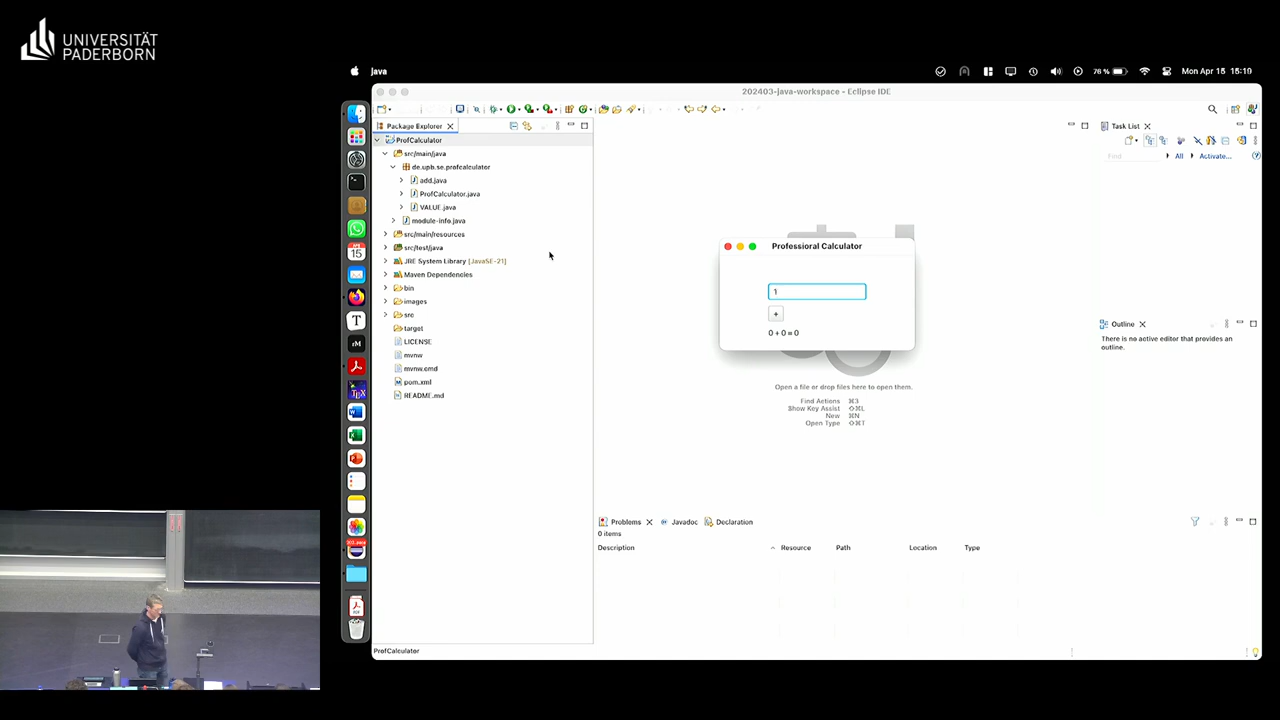 UNIVERSITÄT
PADERBORN
java
76 %
Mon Apr 15 15:19
202403-java-workspace - Eclipse IDE
Package Explorer
Task List
ProfCalculator
src/main/java
de.upb.se.profcalculator
add.java
ProfCalculator.java
VALUE.java
module-info.java
src/main/resources
src/test/java
JRE System Library [JavaSE-21]
Maven Dependencies
bin
images
src
target
LICENSE
mvnw
mvnw.cmd
pom.xml
README.md
Find
All
Activate...
Professional Calculator
1
+
0 + 0 = 0
Open a file or drop files here to open them.
Find Actions ⌘3
Show Key Assist ⇧⌘L
New ⌘N
Open Type ⇧⌘T
Outline
There is no active editor that provides an
outline.
Problems
Javadoc
Declaration
0 items
Description
Resource
Path
Location
Type
ProfCalculator